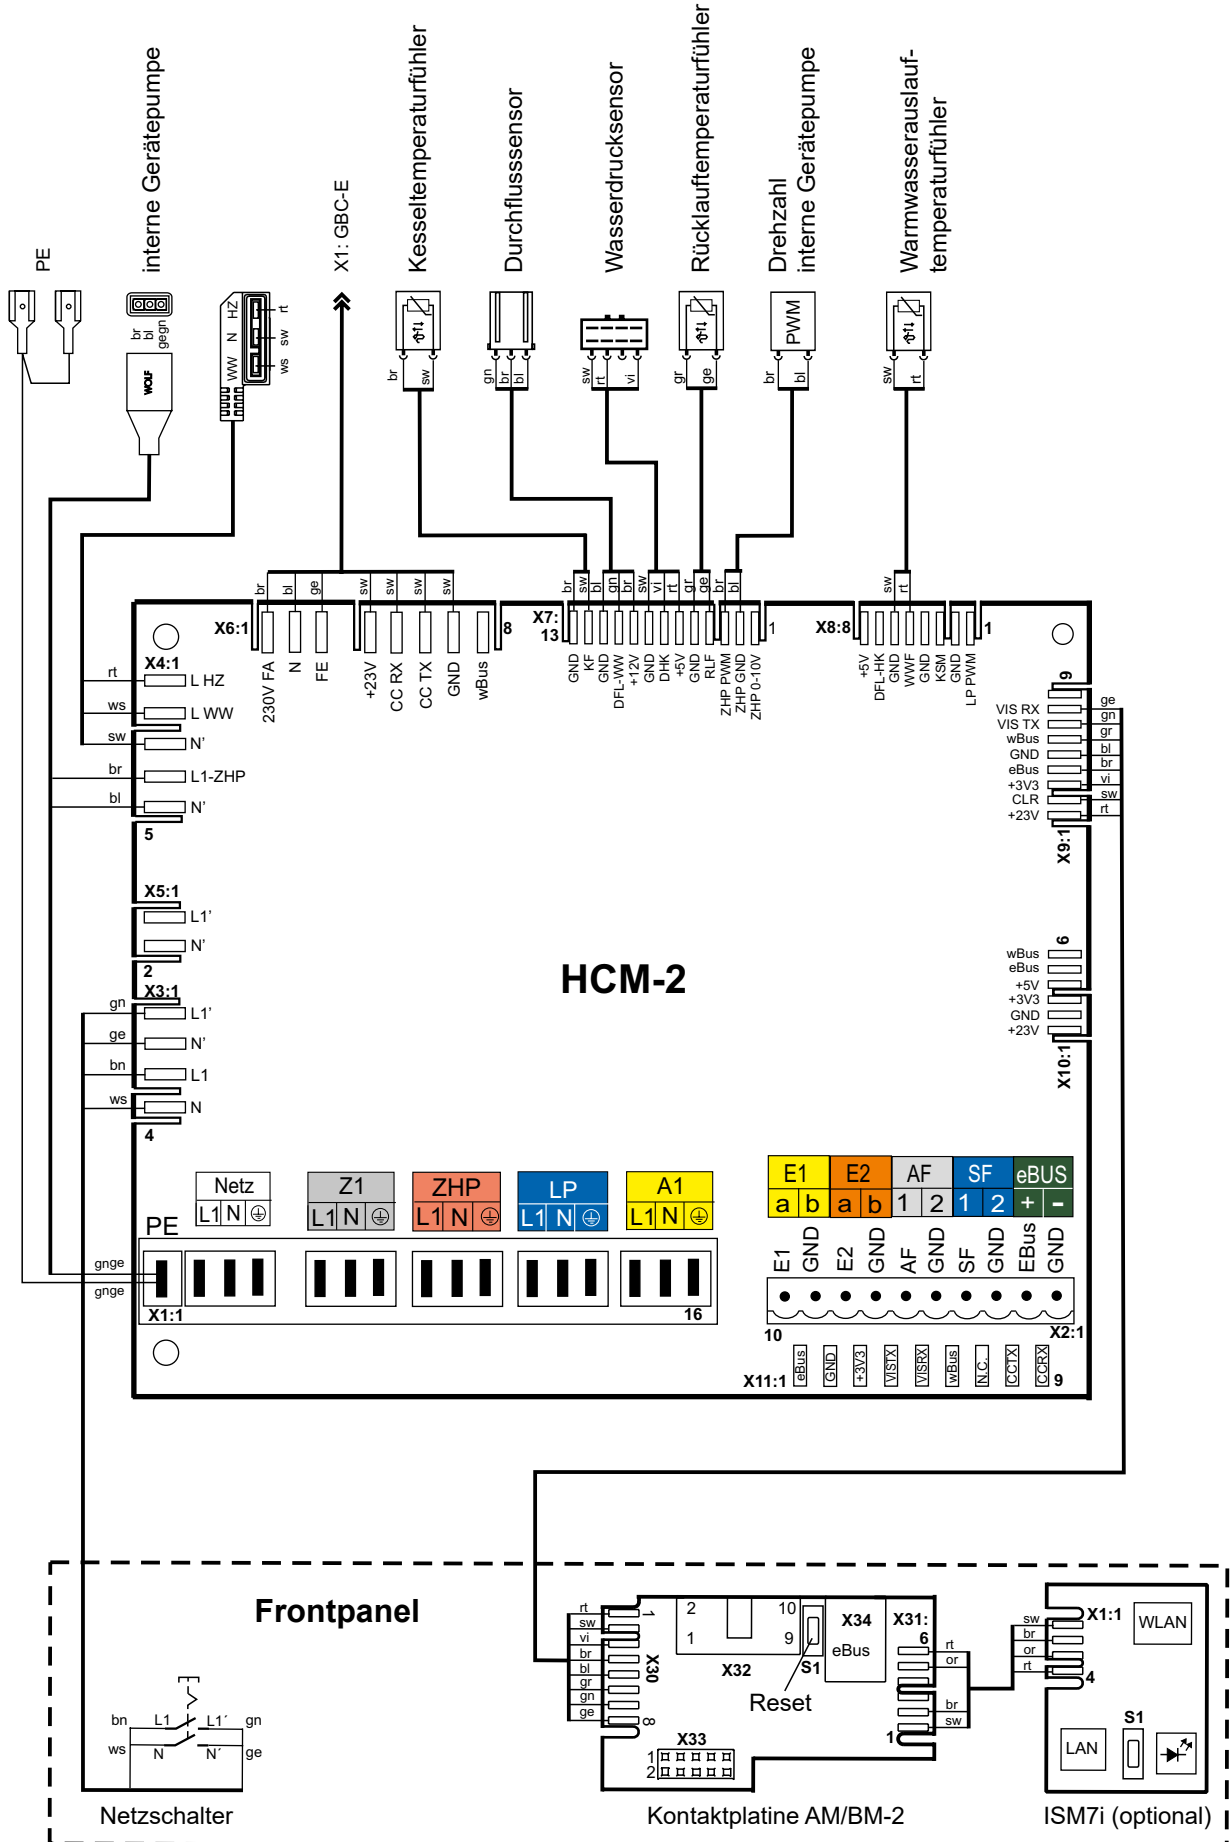 PE
interne Gerätepumpe
X1: GBC-E
Kesseltemperaturfühler
Durchflusssensor
Wasserdrucksensor
Rücklauftemperaturfühler
Drehzahl
interne Gerätepumpe
Warmwasserauslauf-
temperaturfühler
br
bl
gegn
WOLF
WW N HZ
ws sw rt
PWM
br sw
gn br bl
sw rt vi
gr ge
br bl
sw rt
br bl ge sw sw sw sw
br sw bl gn br sw vi rt gr ge br bl
sw rt
X6:1
8
X7:
13
1
X8:8
1
230V FA
N
FE
+23V
CC RX
CC TX
GND
wBus
GND
KF
GND
DFL-WW
+12V
GND
DHK
+5V
GND
RLF
ZHP PWM
ZHP GND
ZHP 0-10V
+5V
DFL-HK
GND
WWF
GND
KSM
GND
LP PWM
X4:1
rt L HZ
ws L WW
sw N'
br L1-ZHP
bl N'
5
X5:1
L1'
N'
2
X3:1
gn L1'
ge N'
bn L1
ws N
4
9
VIS RX ge
VIS TX gn
wBus gr
GND bl
eBus br
+3V3 vi
CLR sw
+23V rt
X9:1
6
wBus
eBus
+5V
+3V3
GND
+23V
X10:1
HCM-2
Netz
L1 N
Z1
L1 N
ZHP
L1 N
LP
L1 N
A1
L1 N
PE
gnge
gnge
X1:1
16
E1 E2 AF SF eBUS
a b a b 1 2 1 2 + -
E1 GND E2 GND AF GND SF GND EBus GND
10
X2:1
X11:1 eBus GND +3V3 VISTX VISRX wBus N.C. CCTX CCRX 9
Frontpanel
bn L1 L1´ gn
ws N N´ ge
Netzschalter
rt
sw
vi
br
bl
gr
gn
ge
1
X30
8
2 10
1 9
X32
S1
Reset
X34
eBus
X31:
6
rt
or
br
sw
1
X33
1
2
Kontaktplatine AM/BM-2
sw
br
or
rt
X1:1
4
WLAN
S1
LAN
ISM7i (optional)